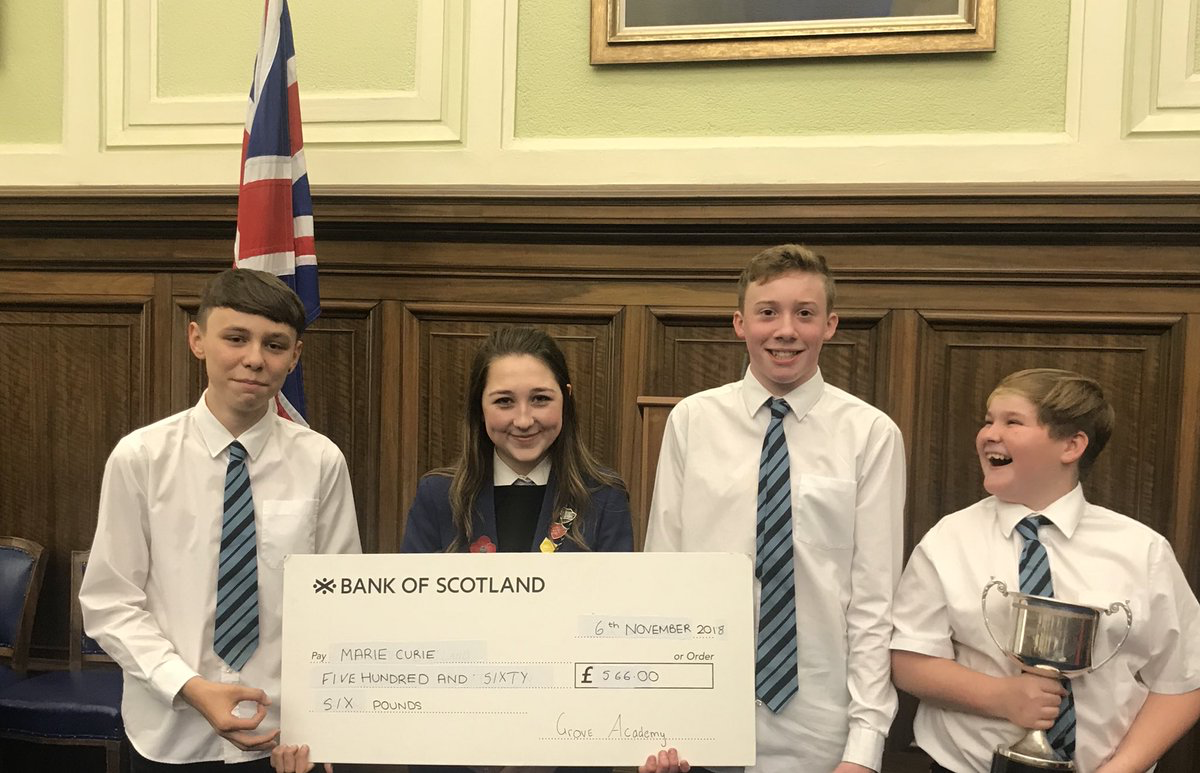 BANK OF SCOTLAND
6th NOVEMBER 2018
Pay MARIE CURIE or Order
FIVE HUNDRED AND SIXTY £ 566.00
SIX POUNDS
Grove Academy